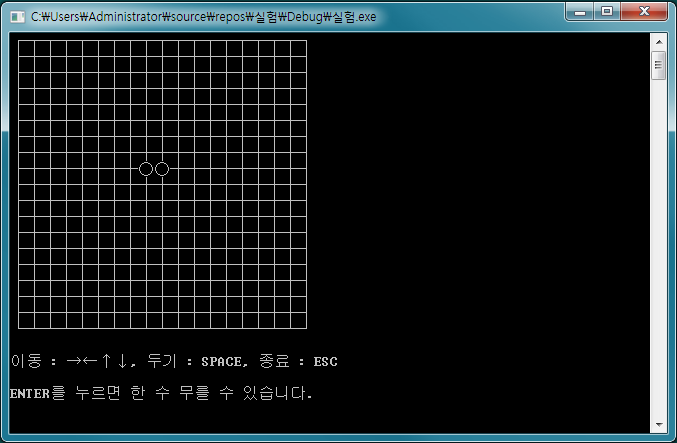 C:₩Users₩Administrator₩source₩repos₩실험₩Debug₩실험.exe
이동 : →←↑↓, 두기 : SPACE, 종료 : ESC
ENTER를 누르면 한 수 무를 수 있습니다.